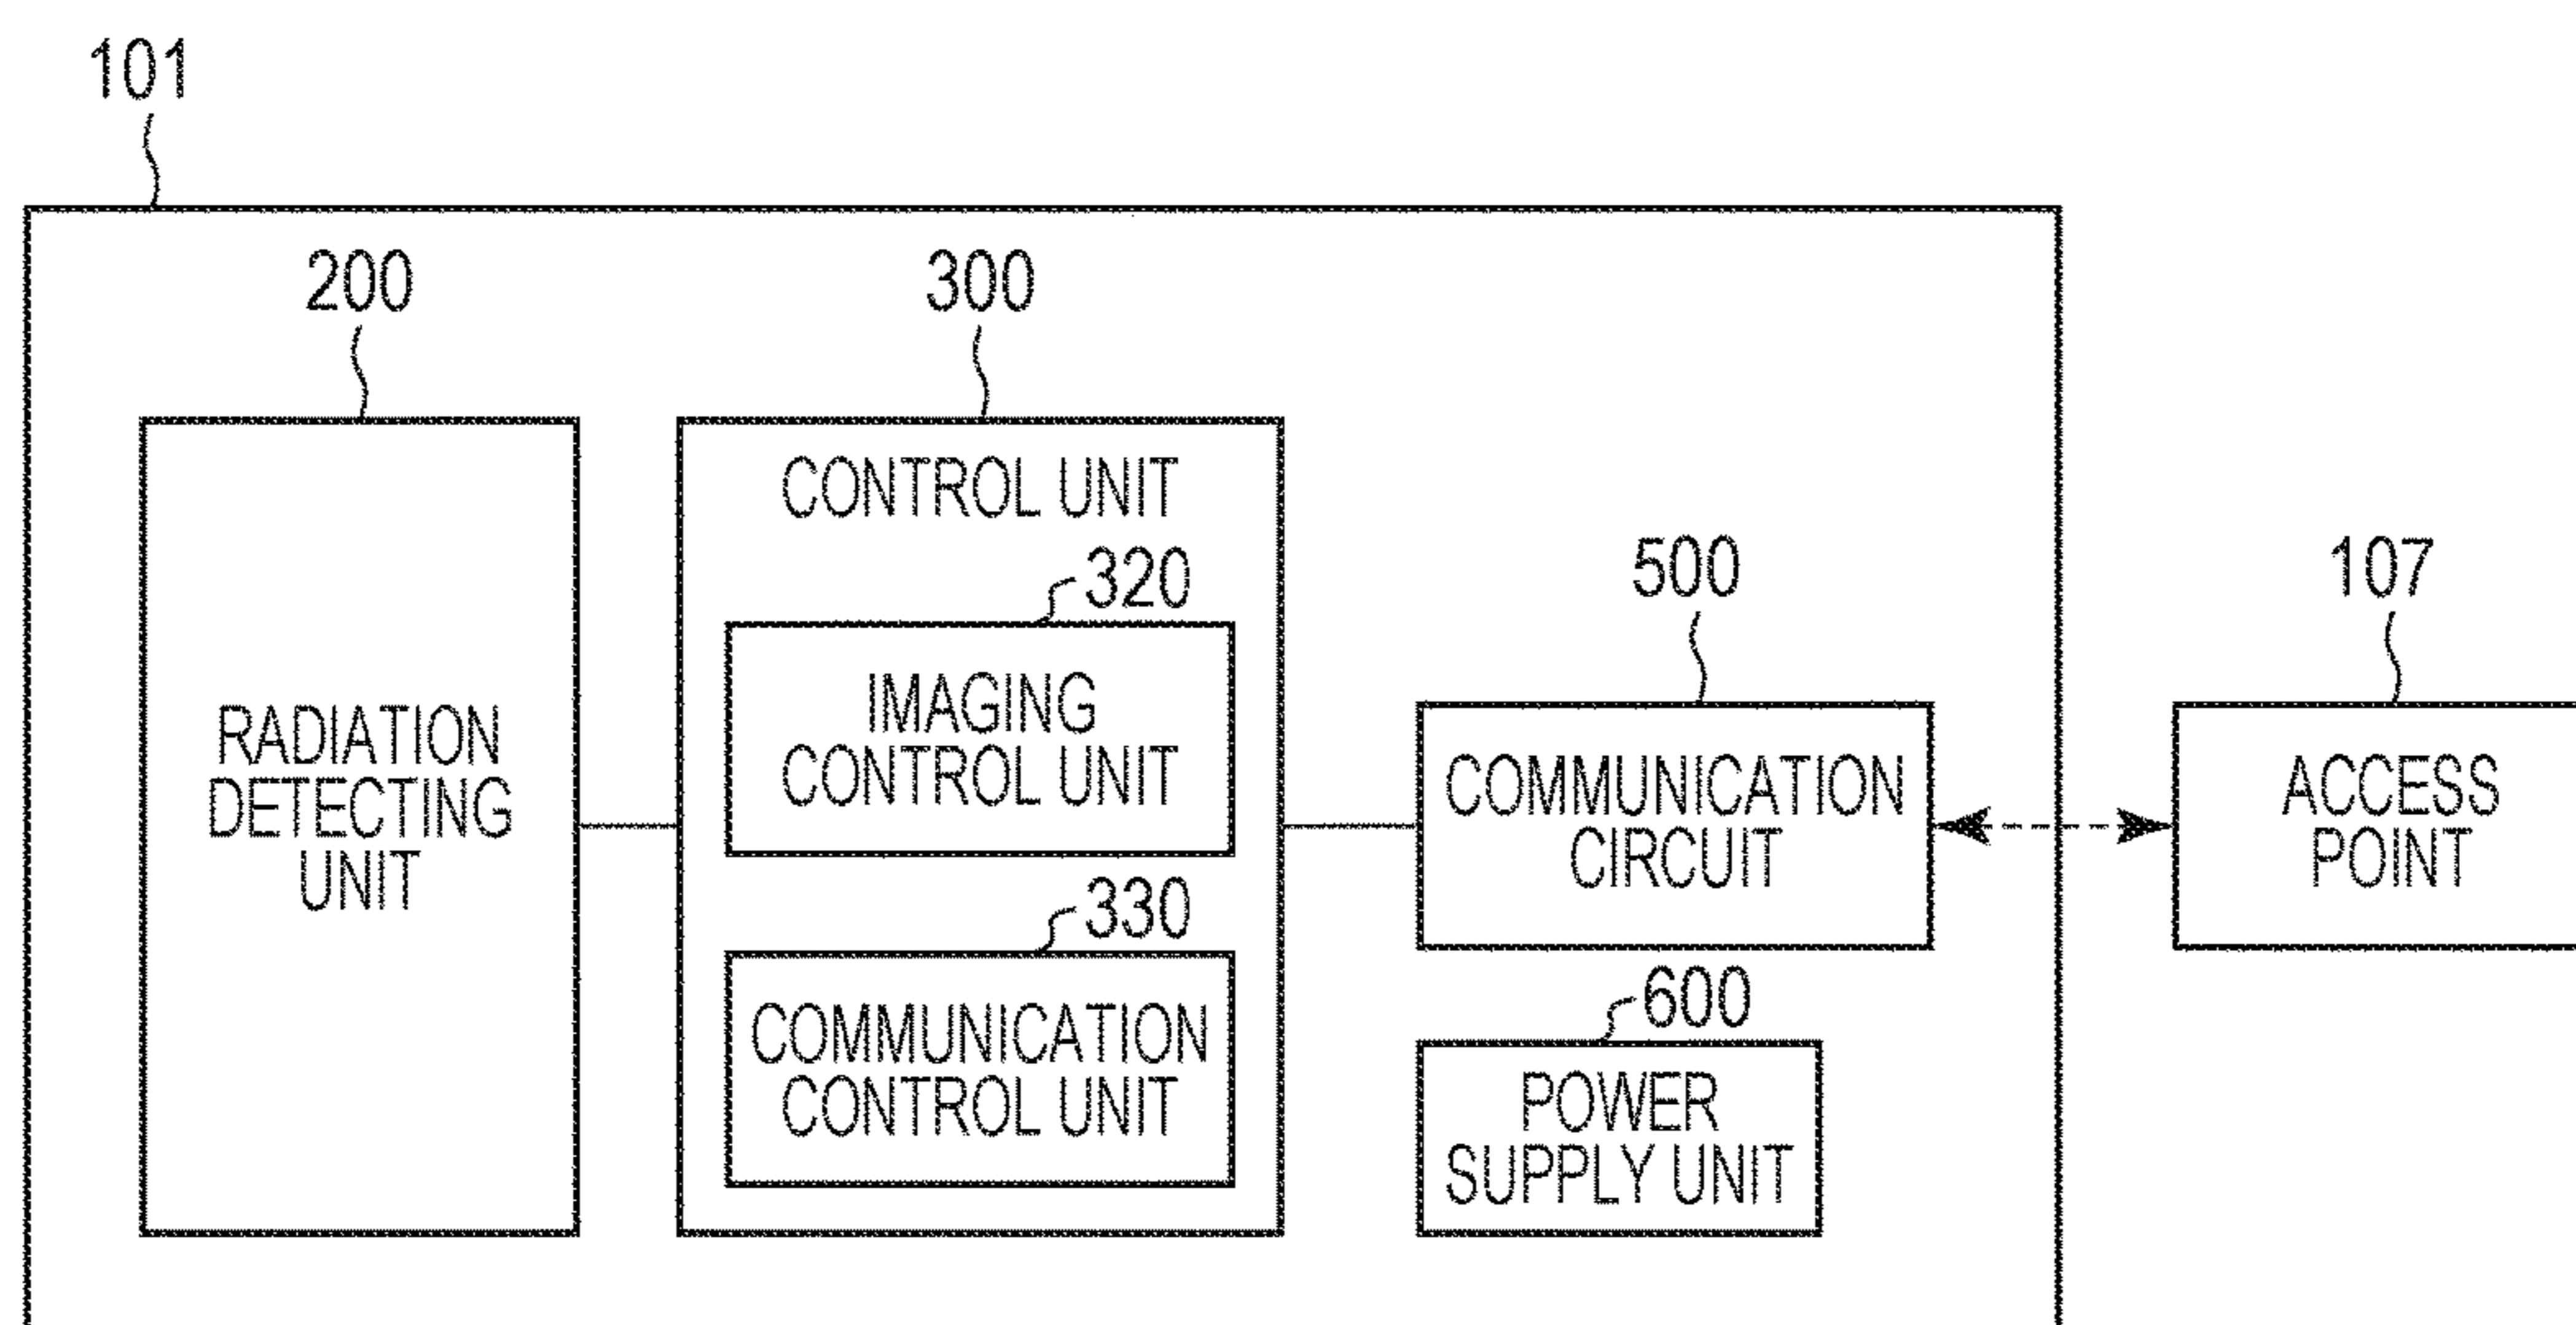 101
200
300
CONTROL UNIT
320
IMAGING
CONTROL UNIT
330
COMMUNICATION
CONTROL UNIT
RADIATION
DETECTING
UNIT
500
COMMUNICATION
CIRCUIT
600
POWER
SUPPLY UNIT
107
ACCESS
POINT